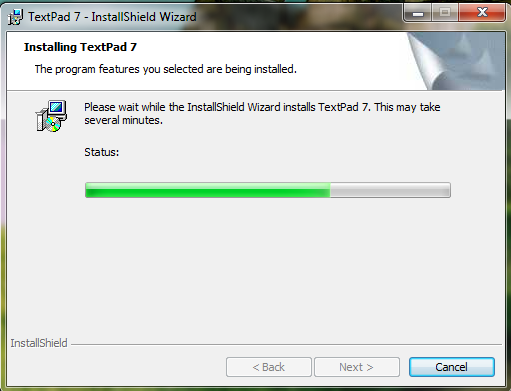 TextPad 7 - InstallShield Wizard
Installing TextPad 7
The program features you selected are being installed.
Please wait while the InstallShield Wizard installs TextPad 7. This may take
several minutes.
Status:
InstallShield
< Back
Next >
Cancel